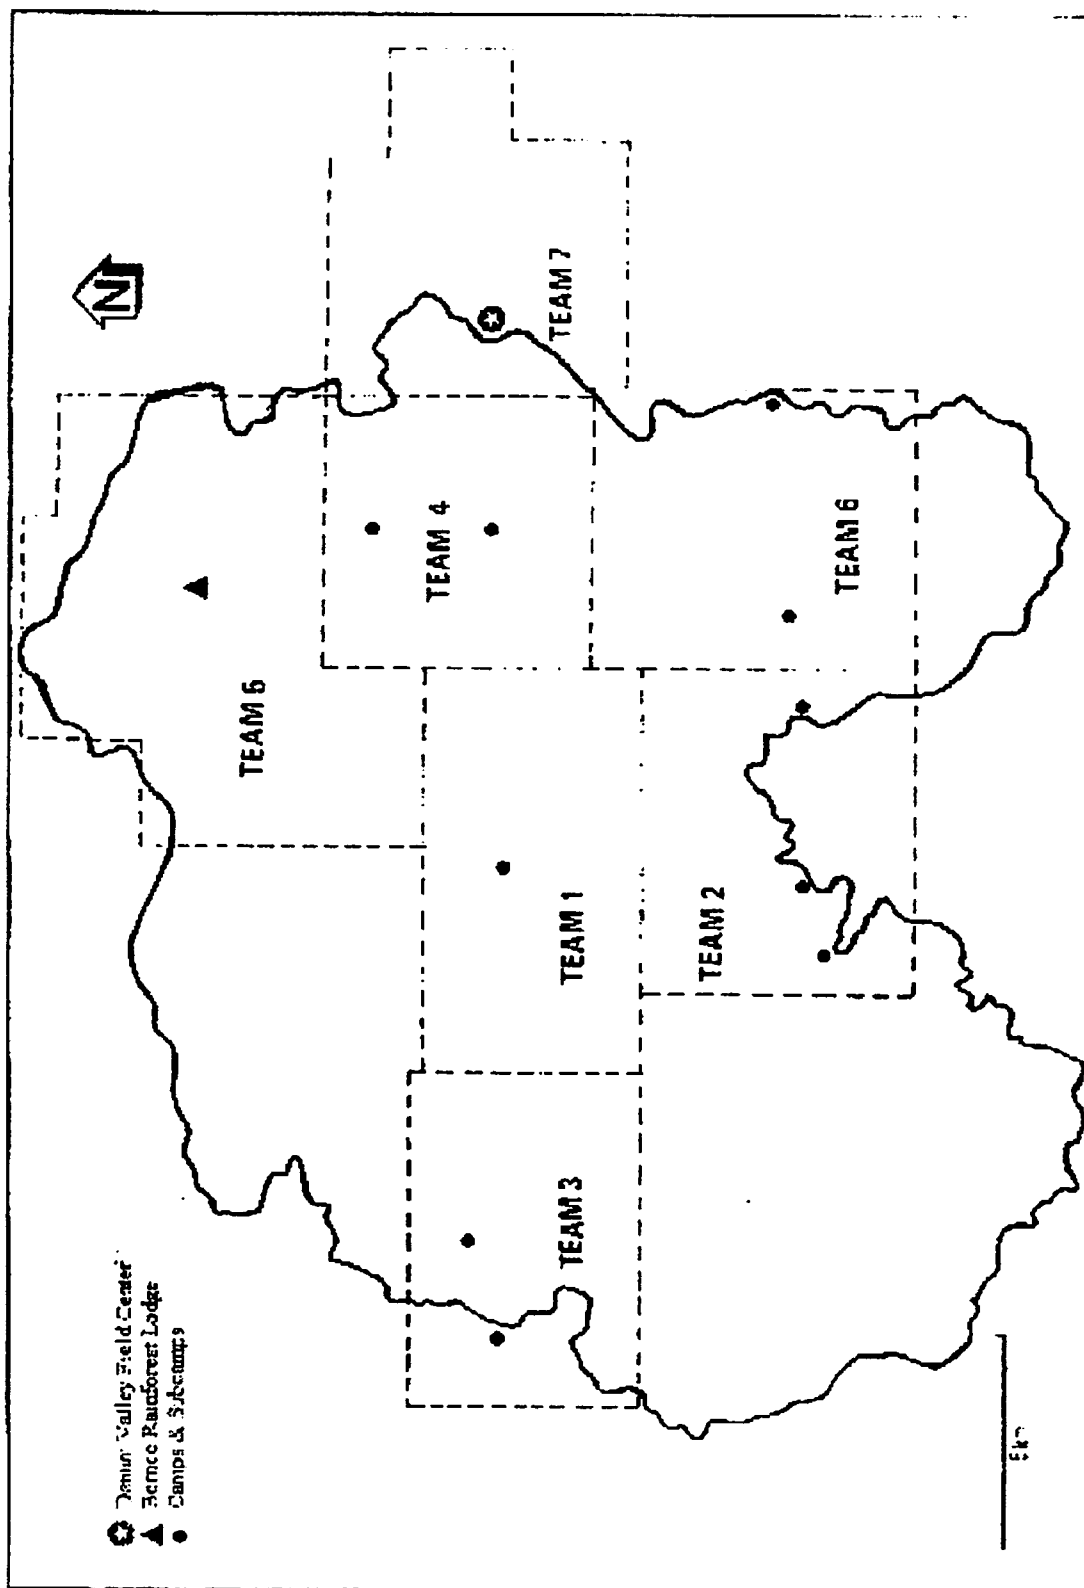 Danum Valley Field Center
Borneo Rainforest Lodge
Camps & Subcamps
N
TEAM 5
TEAM 4
TEAM 7
TEAM 3
TEAM 1
TEAM 2
TEAM 6
5km